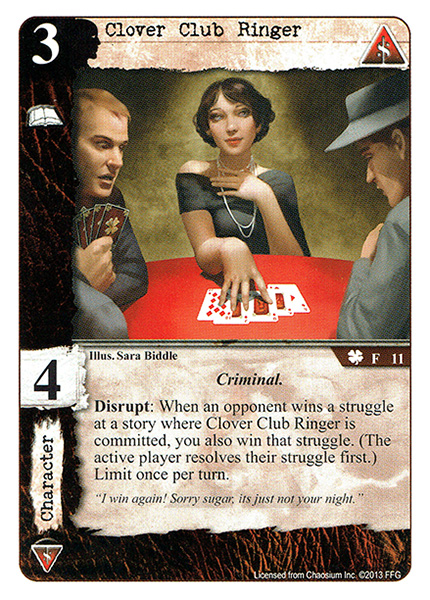 3
Clover Club Ringer
Illus. Sara Biddle
F 11
4
Criminal.
Disrupt: When an opponent wins a struggle
at a story where Clover Club Ringer is
committed, you also win that struggle. (The
active player resolves their struggle first.)
Limit once per turn.
"I win again! Sorry sugar, its just not your night."
Character
Licensed from Chaosium Inc. ©2013 FFG